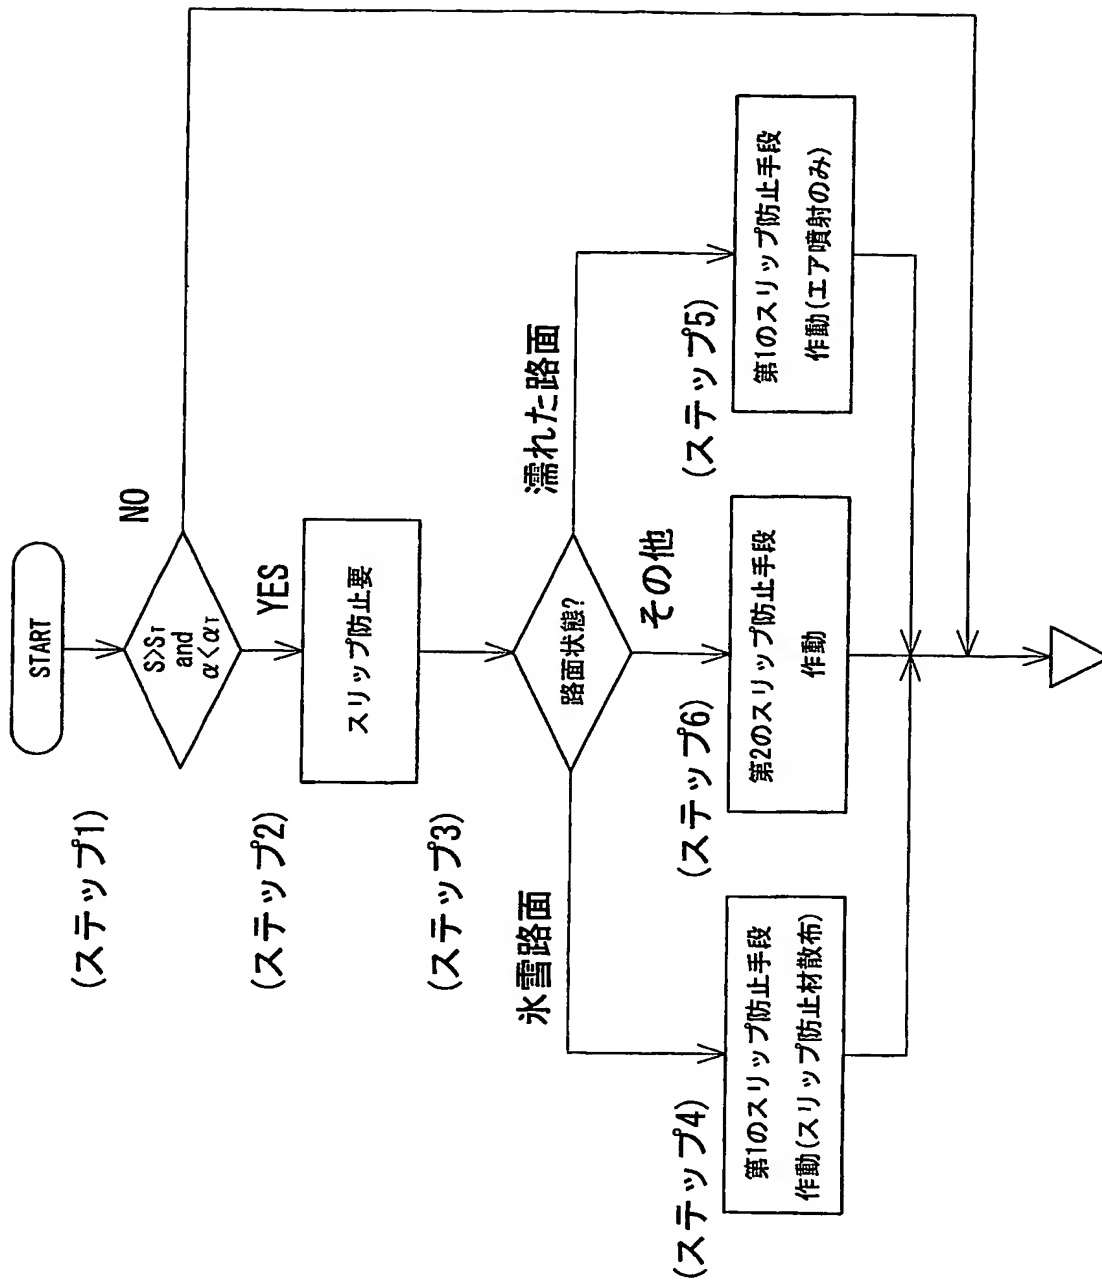 START
(ステップ1)
S>ST
and
α<αT
NO
YES
(ステップ2)
スリップ防止要
(ステップ3)
路面状態?
氷雪路面
その他
濡れた路面
(ステップ4)
第1のスリップ防止手段
作動(スリップ防止材散布)
(ステップ6)
第2のスリップ防止手段
作動
(ステップ5)
第1のスリップ防止手段
作動(エア噴射のみ)